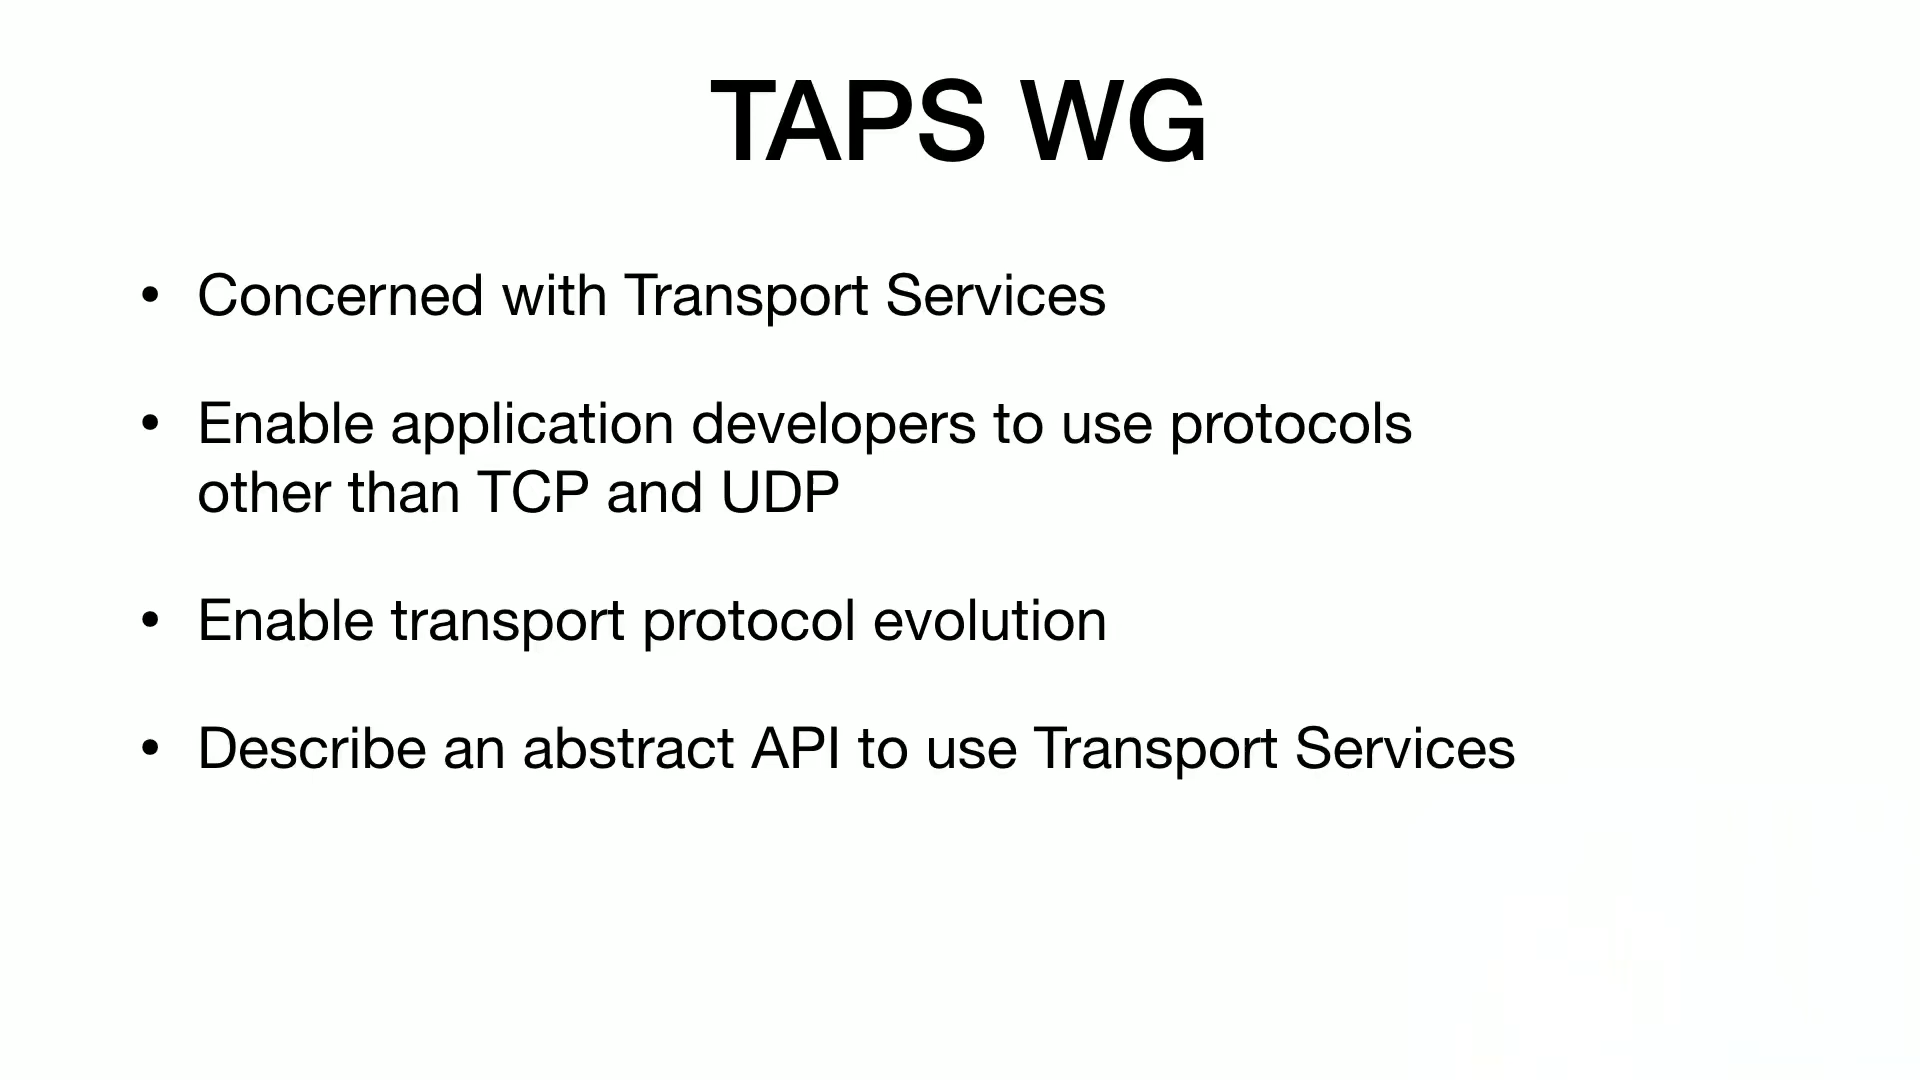 TAPS WG
• Concerned with Transport Services
• Enable application developers to use protocols
other than TCP and UDP
• Enable transport protocol evolution
• Describe an abstract API to use Transport Services